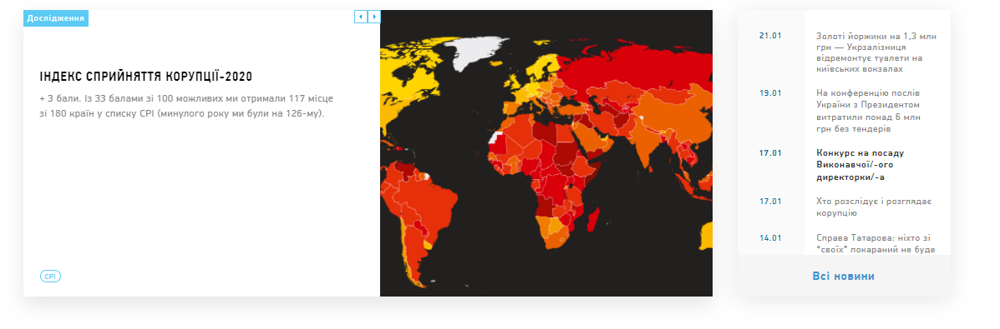 Дослідження
ІНДЕКС СПРИЙНЯТТЯ КОРУПЦІЇ-2020
+ 3 бали. Із 33 балами зі 100 можливих ми отримали 117 місце
зі 180 країн у списку CPI (минулого року ми були на 126-му).
CPI
21.01
Золоті йоржики на 1,3 млн
грн — Укрзалізниця
відремонтує туалети на
київських вокзалах
19.01
На конференцію послів
України з Президентом
витратили понад 6 млн
грн без тендерів
17.01
Конкурс на посаду
Виконавчої/-ого
директорки/-а
17.01
Хто розслідує і розглядає
корупцію
14.01
Справа Татарова: ніхто зі
“своїх” покараний не буде
Всі новини